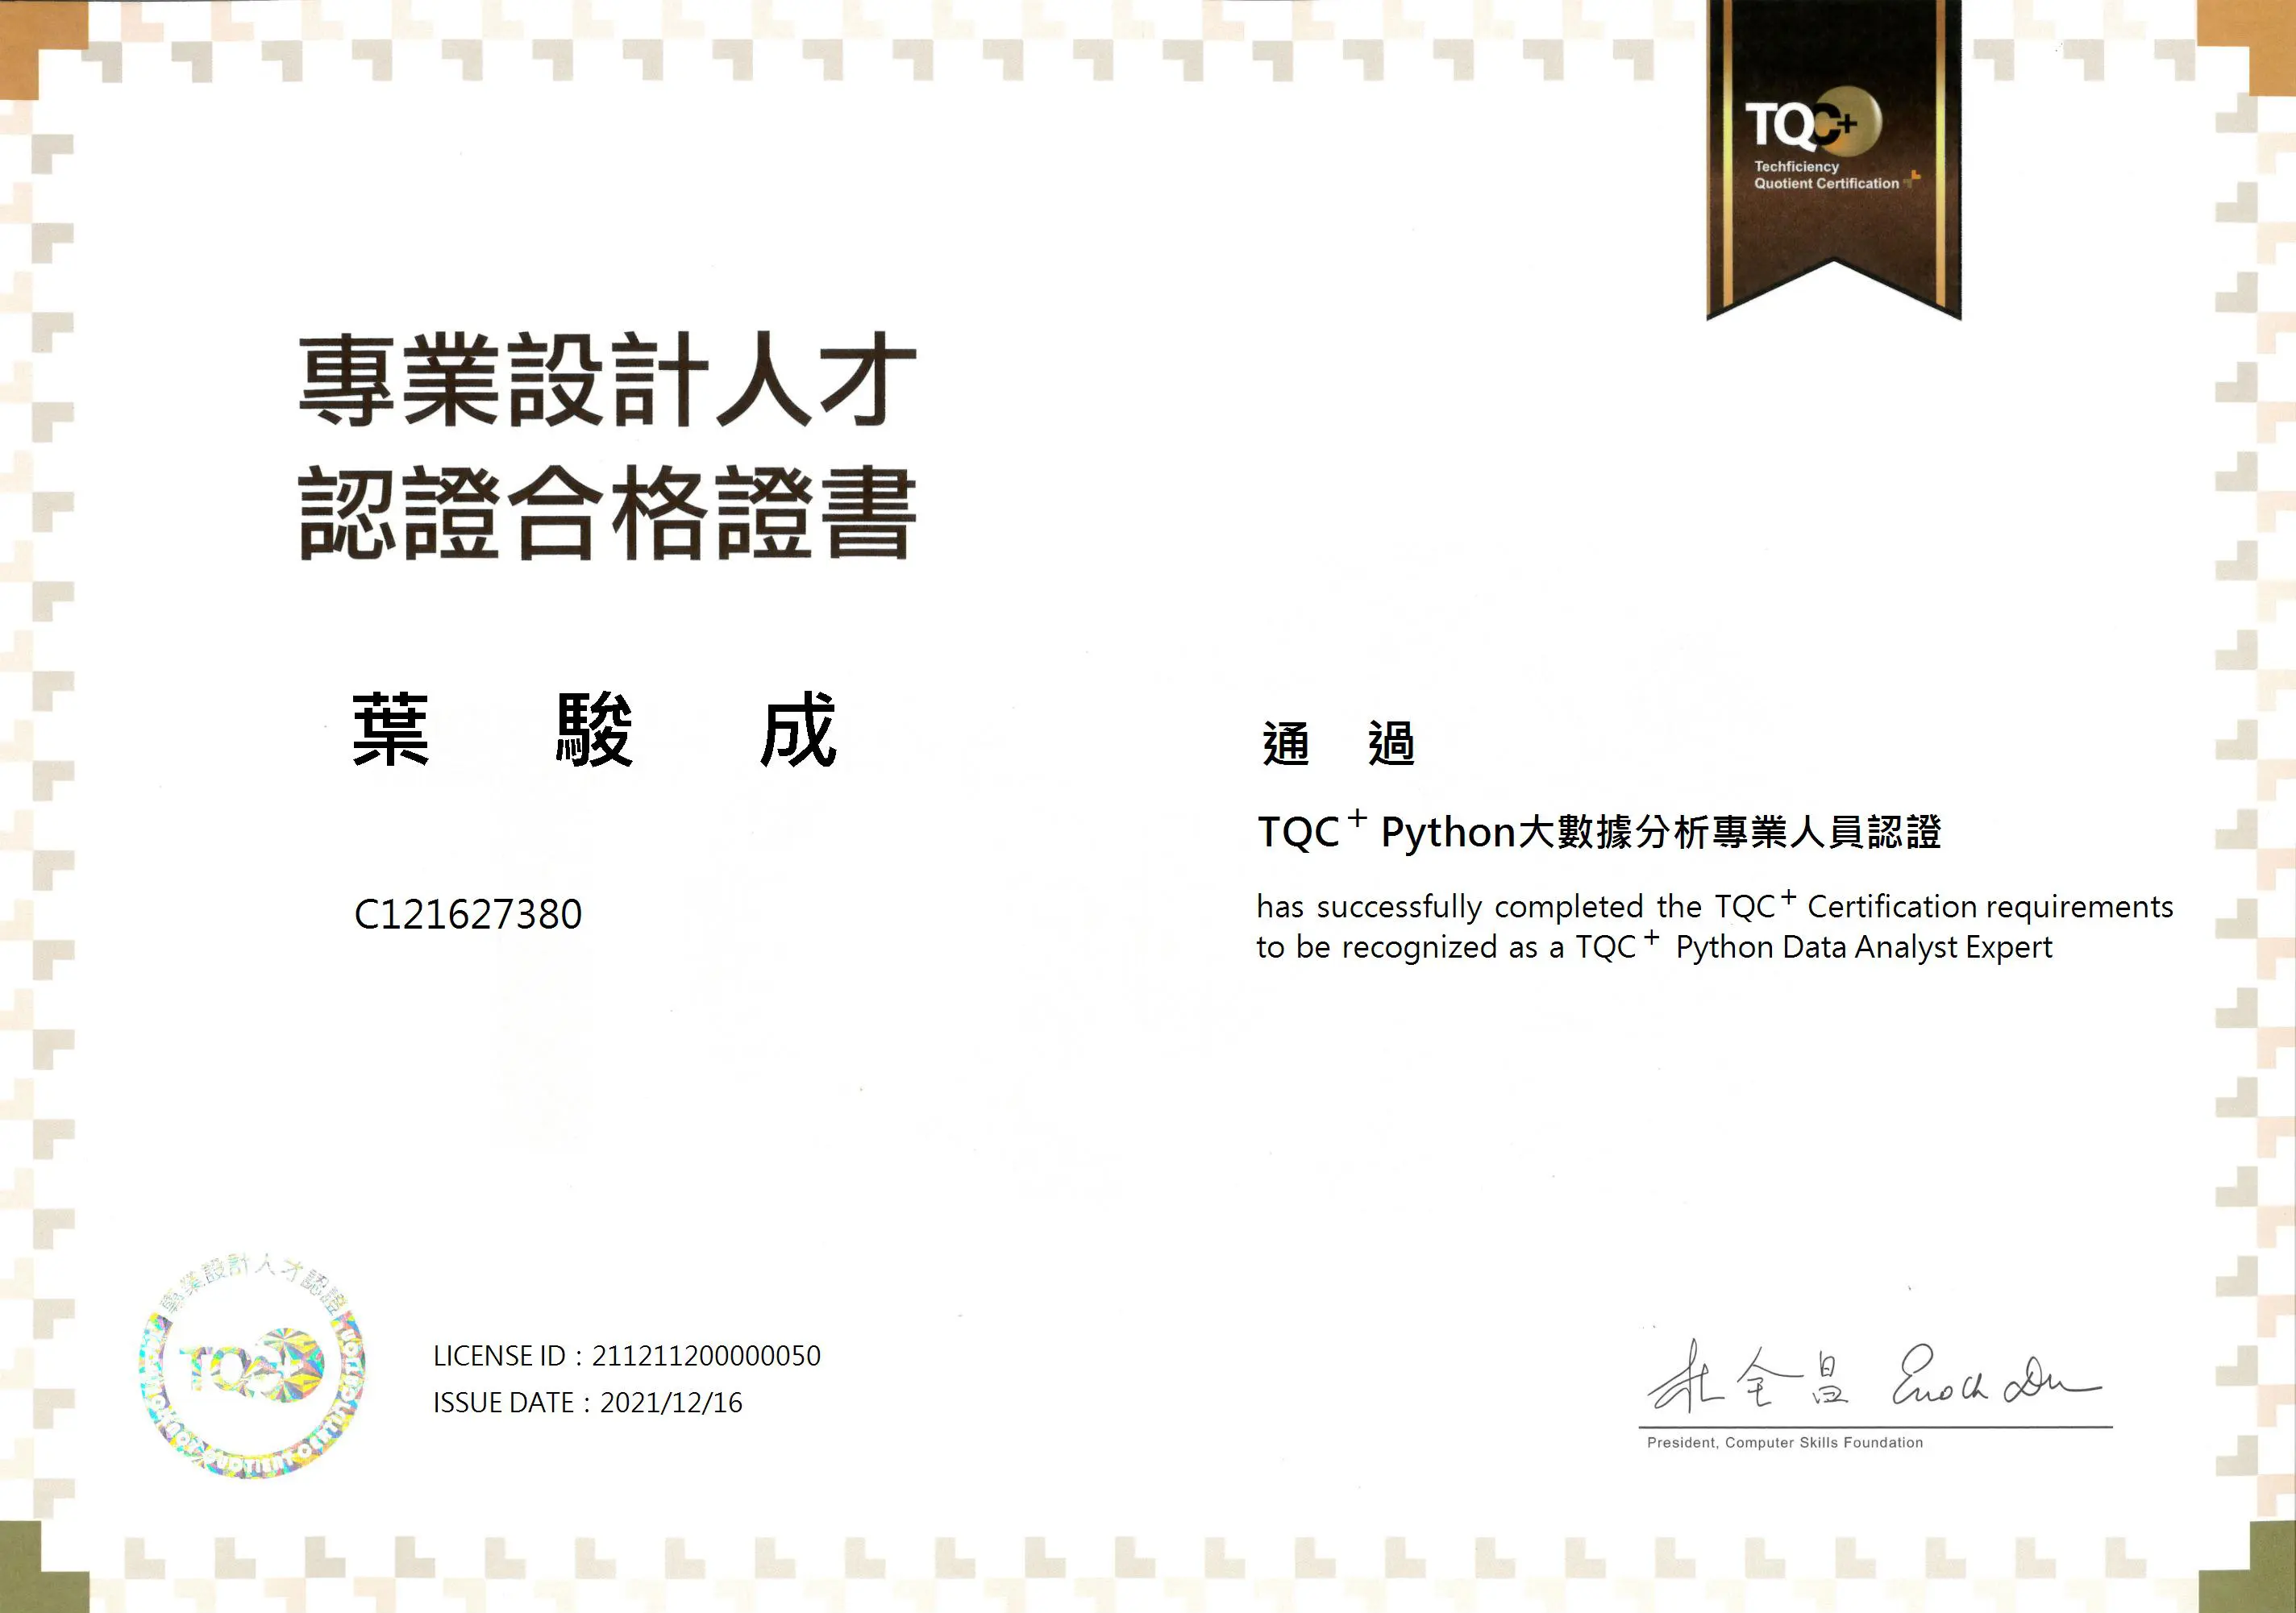 TQC+
Techficiency
Quotient Certification
專業設計人才
認證合格證書
葉 駿 成
C121627380
通 過
TQC+ Python大數據分析專業人員認證
has successfully completed the TQC+ Certification requirements
to be recognized as a TQC+ Python Data Analyst Expert
專業設計人才認證
TQC+
LICENSE ID：211211200000050
ISSUE DATE：2021/12/16
杜全昌 Enoch Du
President, Computer Skills Foundation